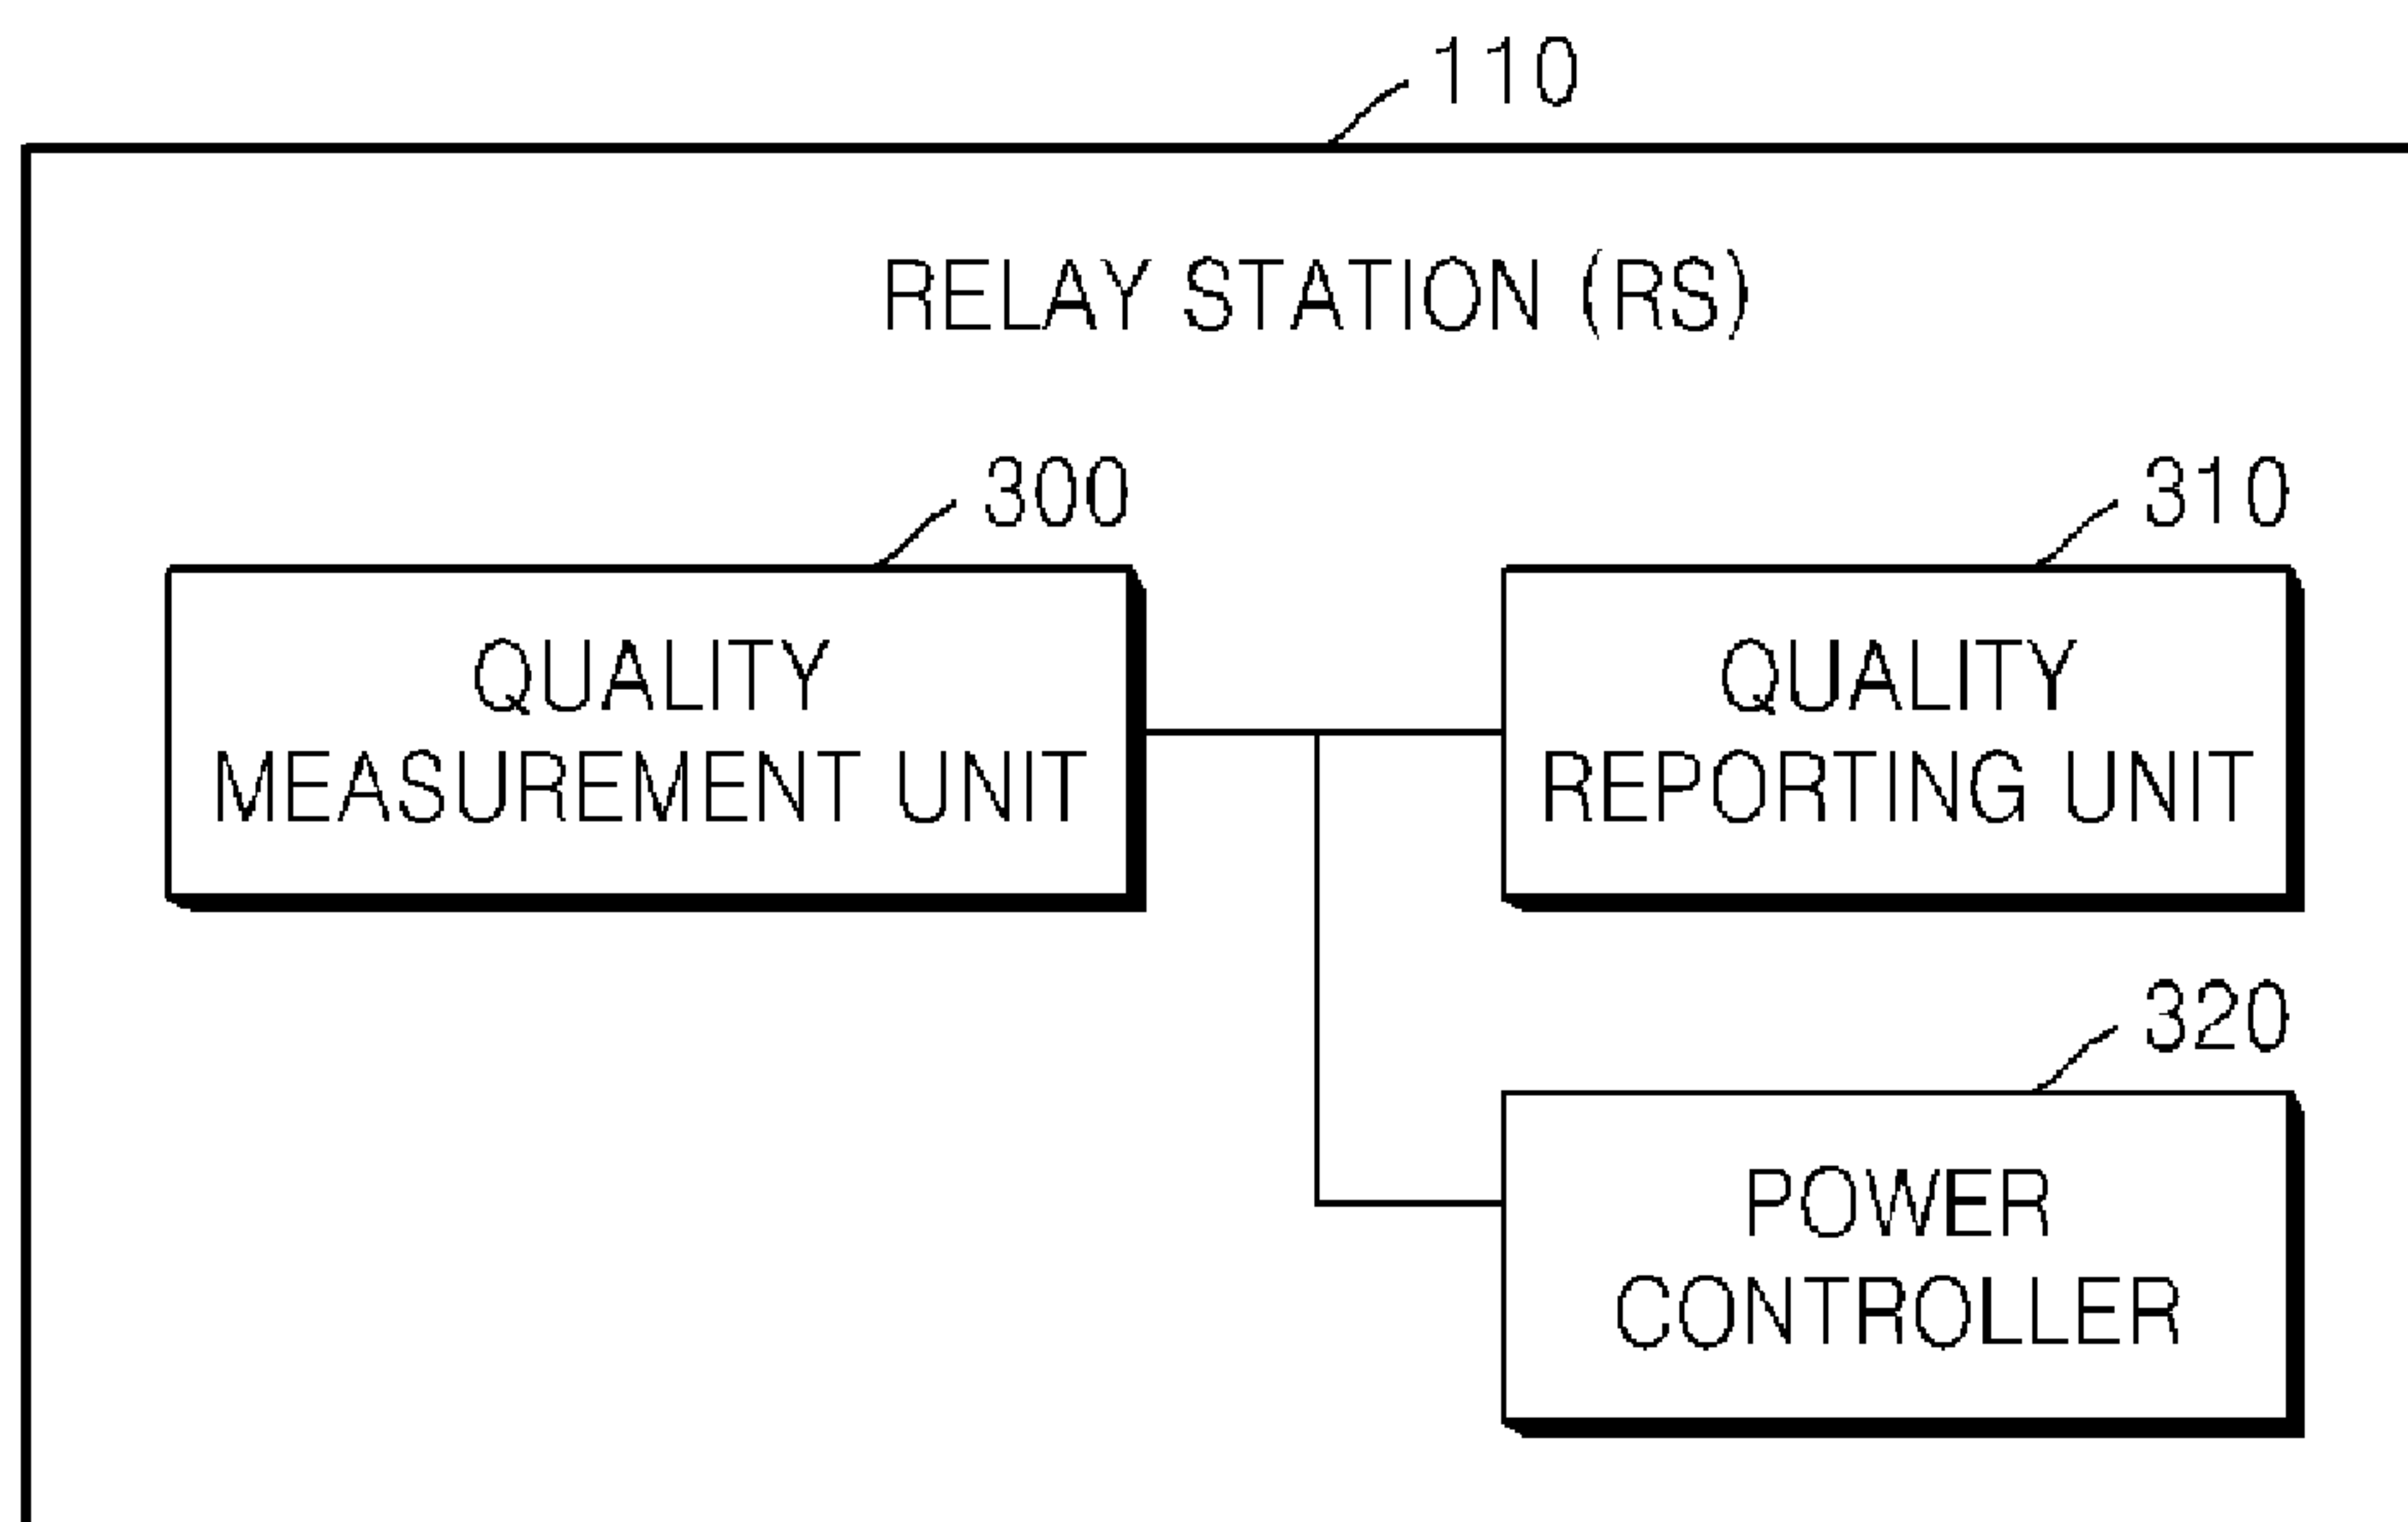 110
RELAY STATION (RS)
300
310
QUALITY
MEASUREMENT UNIT
QUALITY
REPORTING UNIT
320
POWER
CONTROLLER